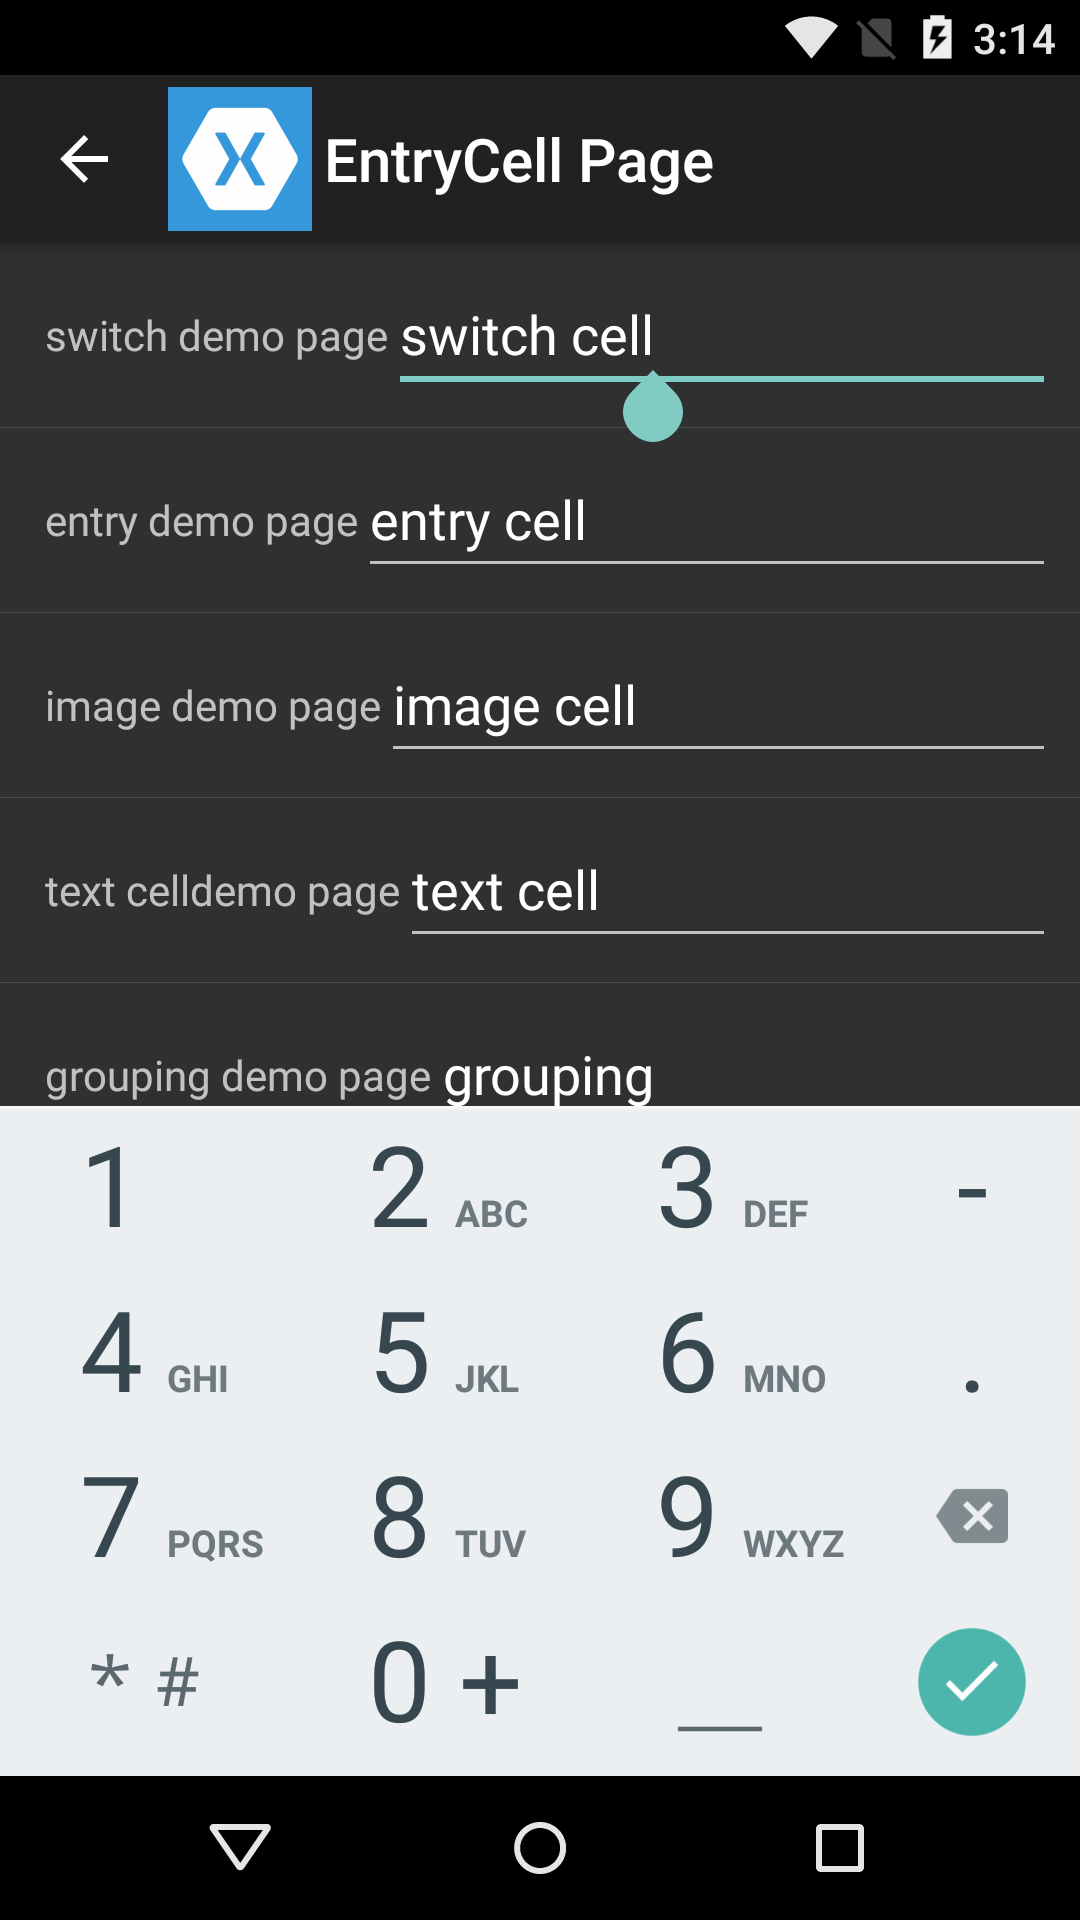 3:14
EntryCell Page
switch demo page switch cell
entry demo page entry cell
image demo page image cell
text celldemo page text cell
grouping demo page grouping
1 2 ABC 3 DEF -
4 GHI 5 JKL 6 MNO .
7 PQRS 8 TUV 9 WXYZ
* # 0 + _